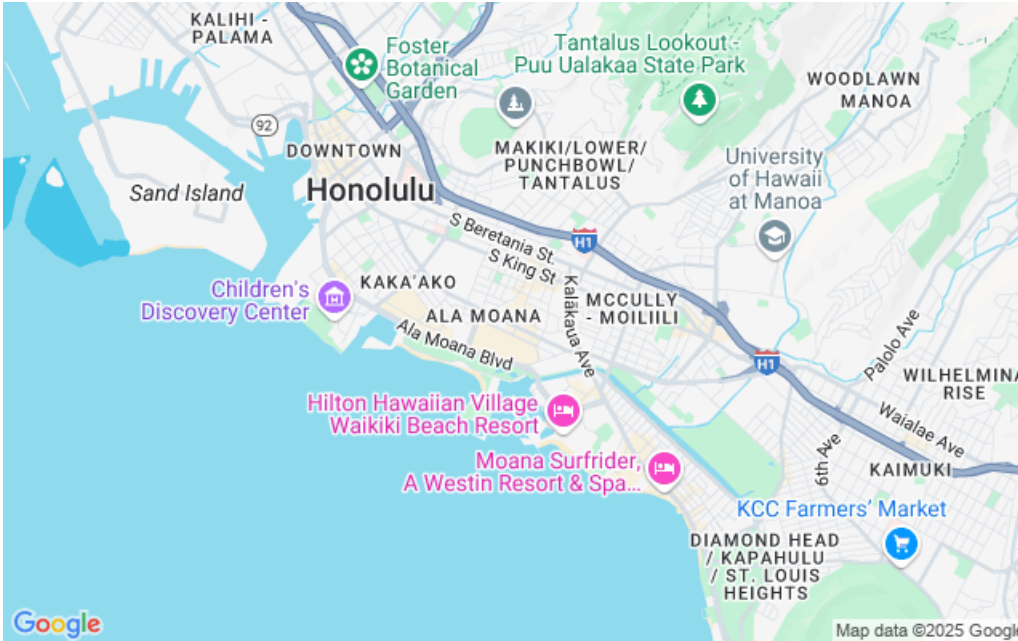 KALIHI -
PALAMA
Foster
Botanical
Garden
Tantalus Lookout -
Puu Ualakaa State Park
WOODLAWN
MANOA
92
DOWNTOWN
MAKIKI/LOWER/
PUNCHBOWL/
TANTALUS
University
of Hawaii
at Manoa
Sand Island
Honolulu
S Beretania St.
H1
S King St
Children's
Discovery Center
KAKA'AKO
Kalākaua Ave
MCCULLY
- MOILIILI
ALA MOANA
Ala Moana Blvd
H1
Palolo Ave
WILHELMINA
RISE
Hilton Hawaiian Village
Waikiki Beach Resort
Waialae Ave
6th Ave
Moana Surfrider,
A Westin Resort & Spa...
KAIMUKI
KCC Farmers’ Market
DIAMOND HEAD
/ KAPAHULU
/ ST. LOUIS
HEIGHTS
Google
Map data ©2025 Google